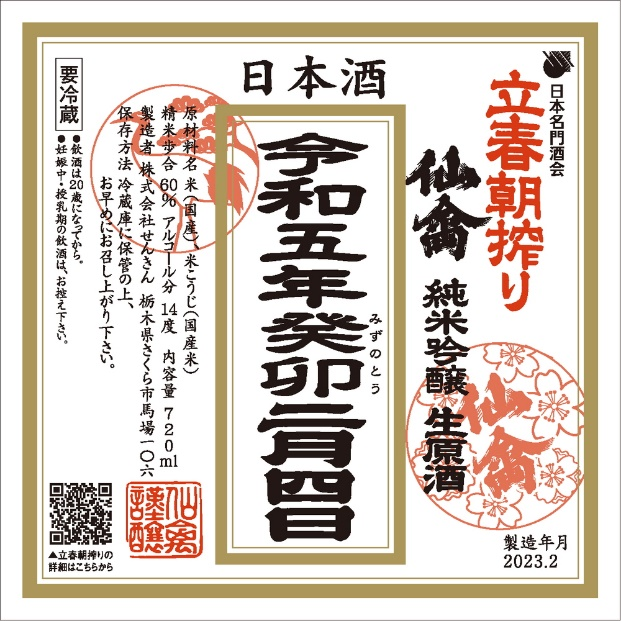 日本酒
日本名門酒会
立春朝搾り
仙禽
純米吟醸 生原酒
仙禽
製造年月
2023.2
令和五年癸卯二月四日
みずのとう
原材料名 米(国産)、米こうじ(国産米)
精米歩合 60% アルコール分 14度 内容量 720ml
製造者 株式会社せんきん 栃木県さくら市馬場一〇六
保存方法 冷蔵庫に保管の上、
お早めにお召し上がり下さい。
要冷蔵
●飲酒は20歳になってから。
●妊娠中・授乳期の飲酒は、お控え下さい。
仙禽
謹醸
▲立春朝搾りの
詳細はこちらから